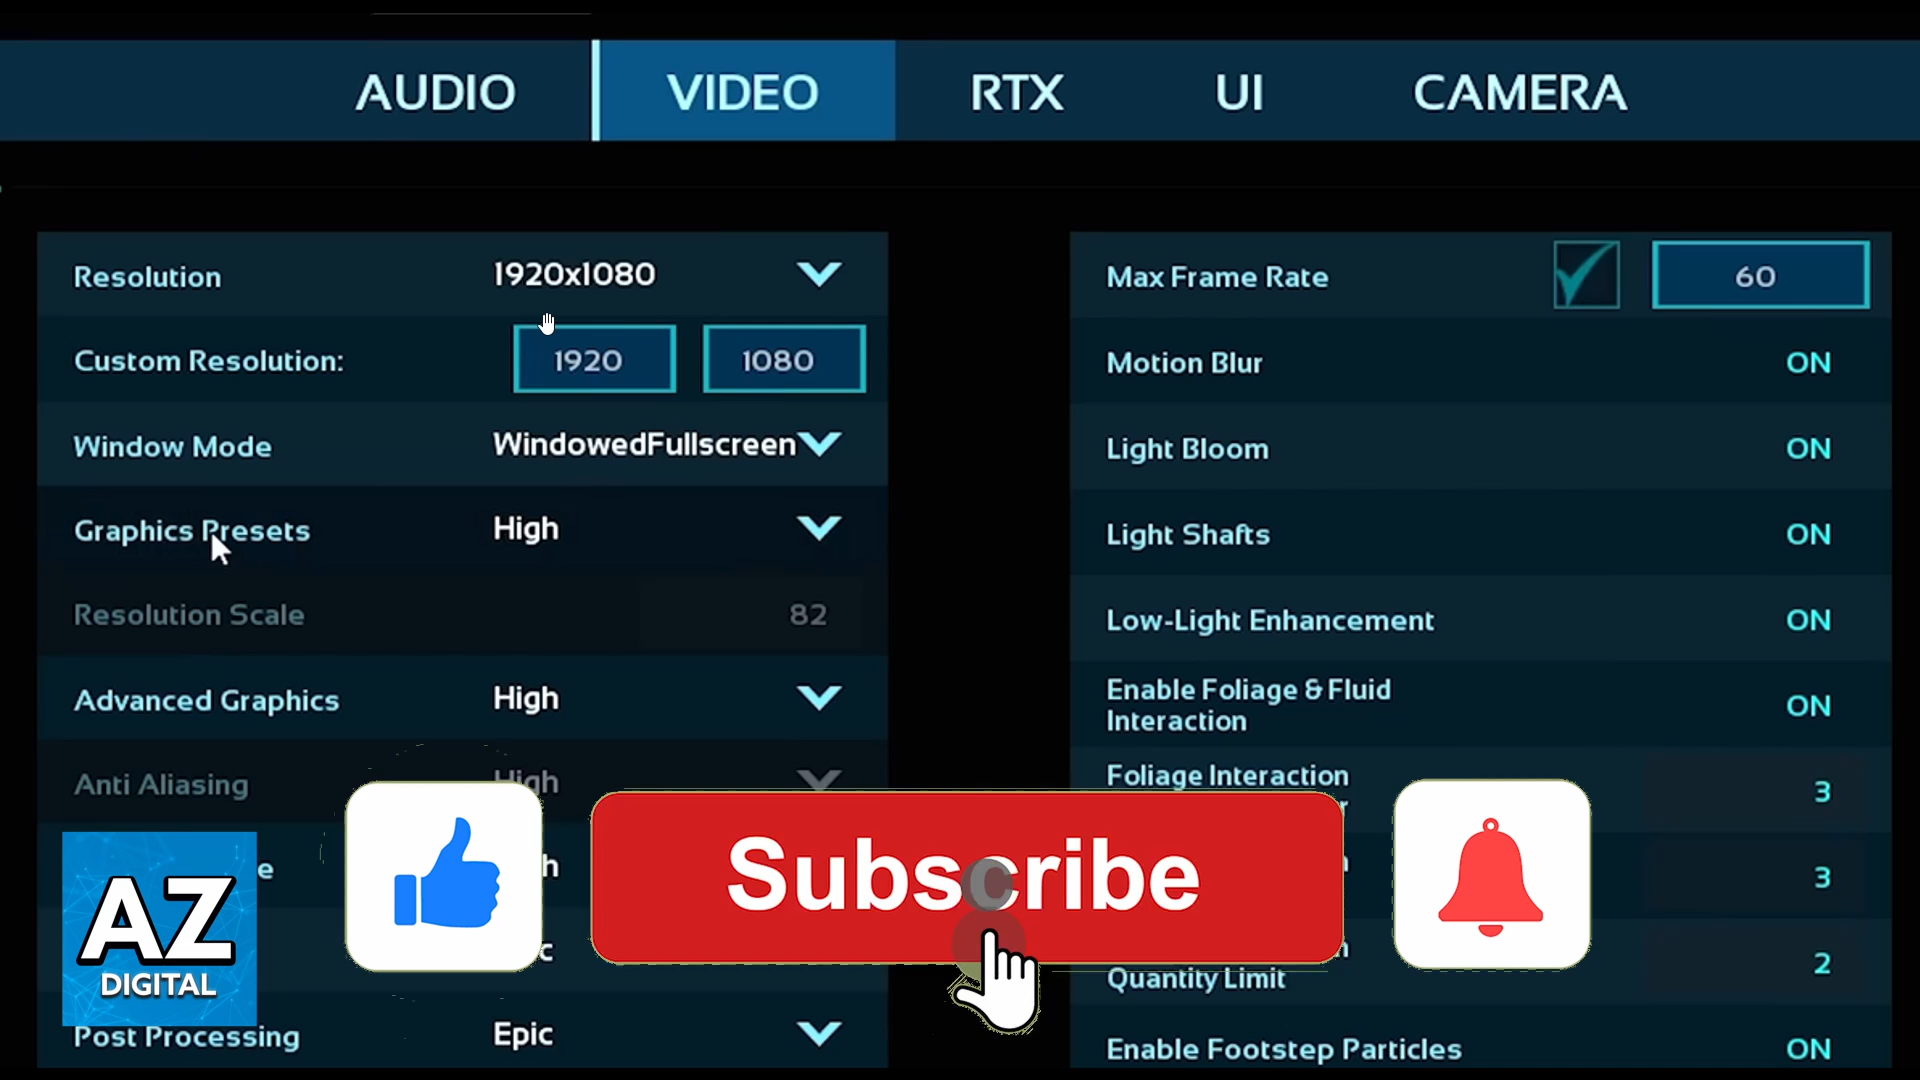 AUDIO VIDEO RTX UI CAMERA
Resolution 1920x1080
Custom Resolution: 1920 1080
Window Mode WindowedFullscreen
Graphics Presets High
Resolution Scale 82
Advanced Graphics High
Anti Aliasing High
Post Processing Epic
Max Frame Rate 60
Motion Blur ON
Light Bloom ON
Light Shafts ON
Low-Light Enhancement ON
Enable Foliage & Fluid
Interaction ON
Foliage Interaction
3
3
Quantity Limit 2
Enable Footstep Particles ON
Subscribe
AZ
DIGITAL